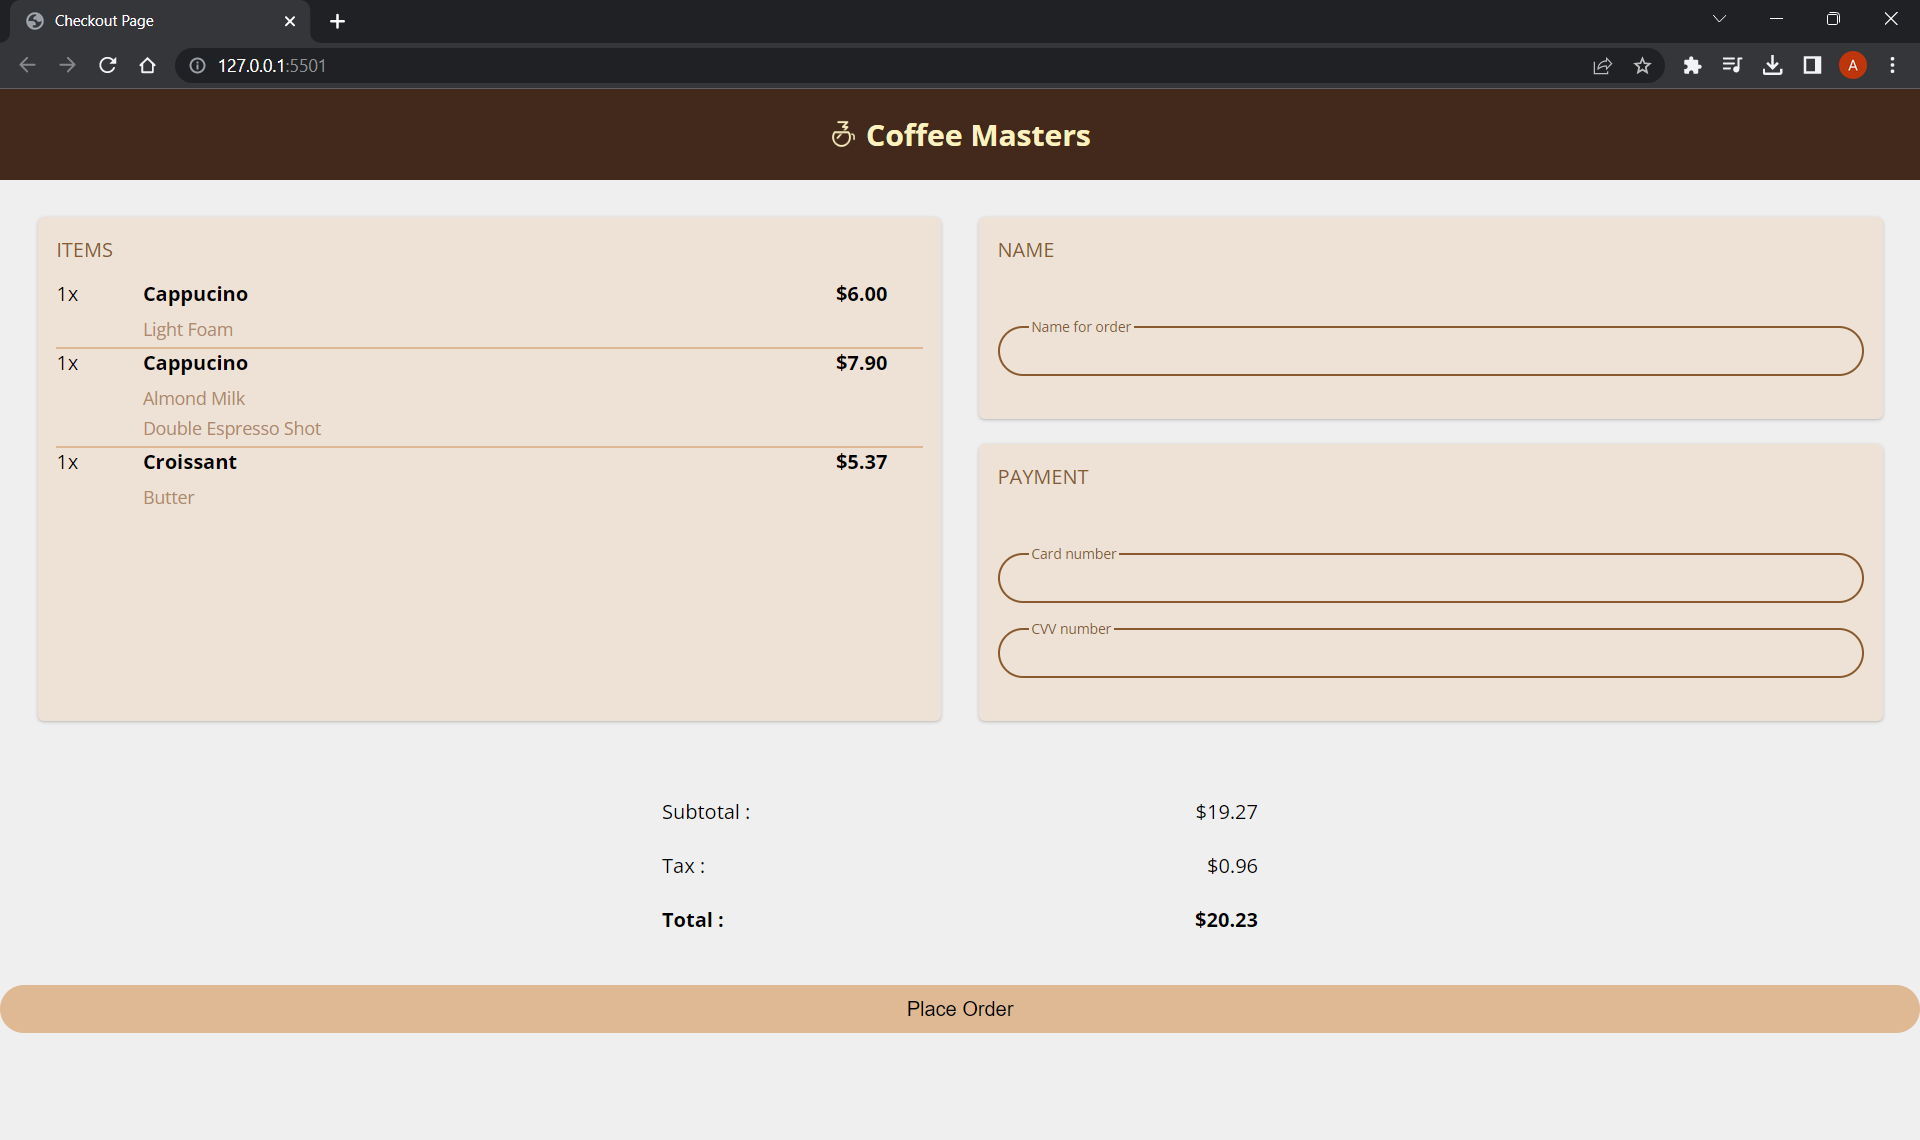 Checkout Page
127.0.0.1:5501
A
Coffee Masters
ITEMS
1x Cappucino $6.00
Light Foam
1x Cappucino $7.90
Almond Milk
Double Espresso Shot
1x Croissant $5.37
Butter
NAME
Name for order
PAYMENT
Card number
CVV number
Subtotal : $19.27
Tax : $0.96
Total : $20.23
Place Order